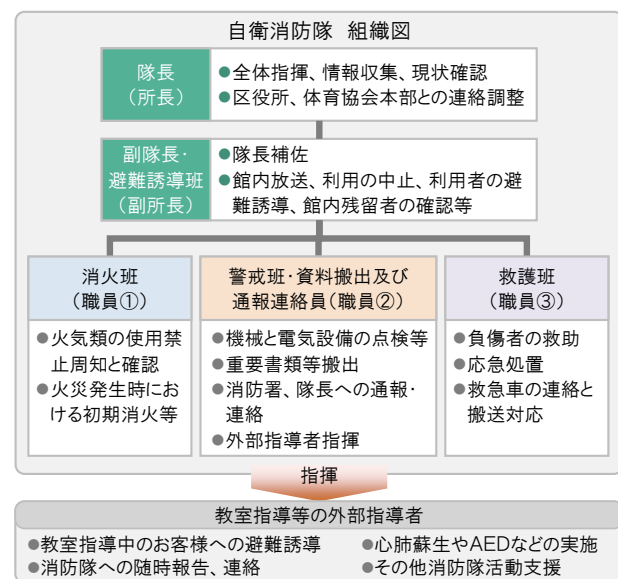 自衛消防隊 組織図
隊長
(所長)
●全体指揮、情報収集、現状確認
●区役所、体育協会本部との連絡調整
副隊長・
避難誘導班
(副所長)
●隊長補佐
●館内放送、利用の中止、利用者の避
難誘導、館内残留者の確認等
消火班
(職員①)
●火気類の使用禁
止周知と確認
●火災発生時にお
ける初期消火等
警戒班・資料搬出及び
通報連絡員(職員②)
●機械と電気設備の点検等
●重要書類等搬出
●消防署、隊長への通報・
連絡
●外部指導者指揮
救護班
(職員③)
●負傷者の救助
●応急処置
●救急車の連絡と
搬送対応
指揮
教室指導等の外部指導者
●教室指導中のお客様への避難誘導
●消防隊への随時報告、連絡
●心肺蘇生やAEDなどの実施
●その他消防隊活動支援